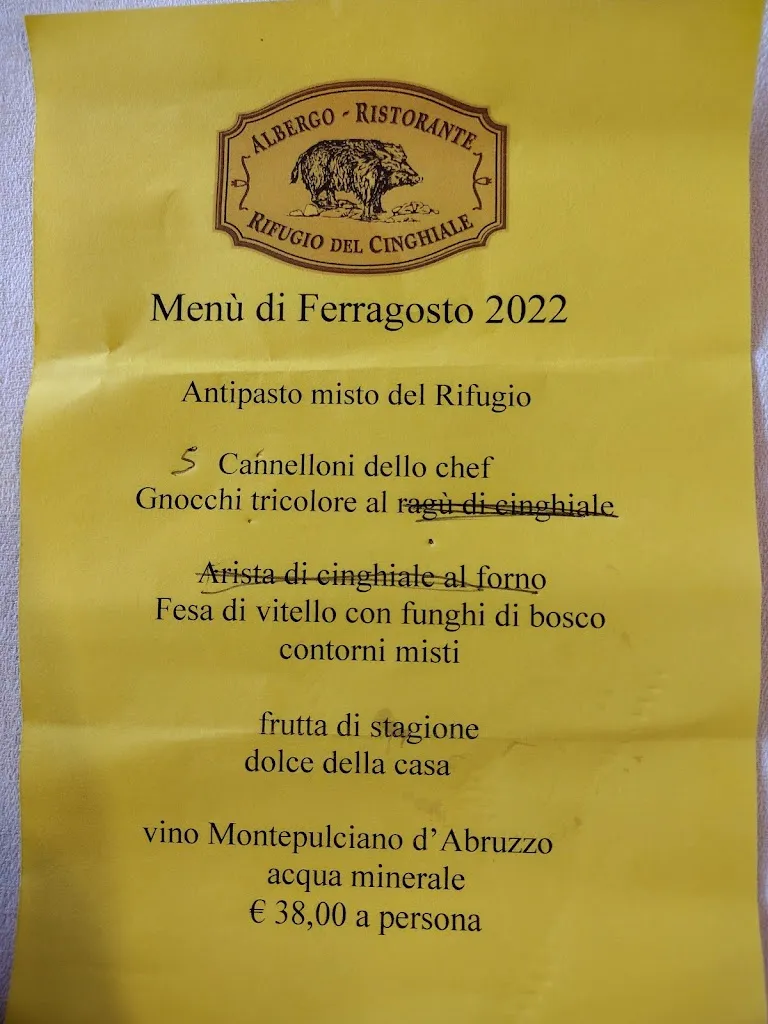 ALBERGO - RISTORANTE
RIFUGIO DEL CINGHIALE
Menù di Ferragosto 2022
Antipasto misto del Rifugio
5 Cannelloni dello chef
Gnocchi tricolore al ragù di cinghiale
Arista di cinghiale al forno
Fesa di vitello con funghi di bosco
contorni misti
frutta di stagione
dolce della casa
vino Montepulciano d'Abruzzo
acqua minerale
€ 38,00 a persona